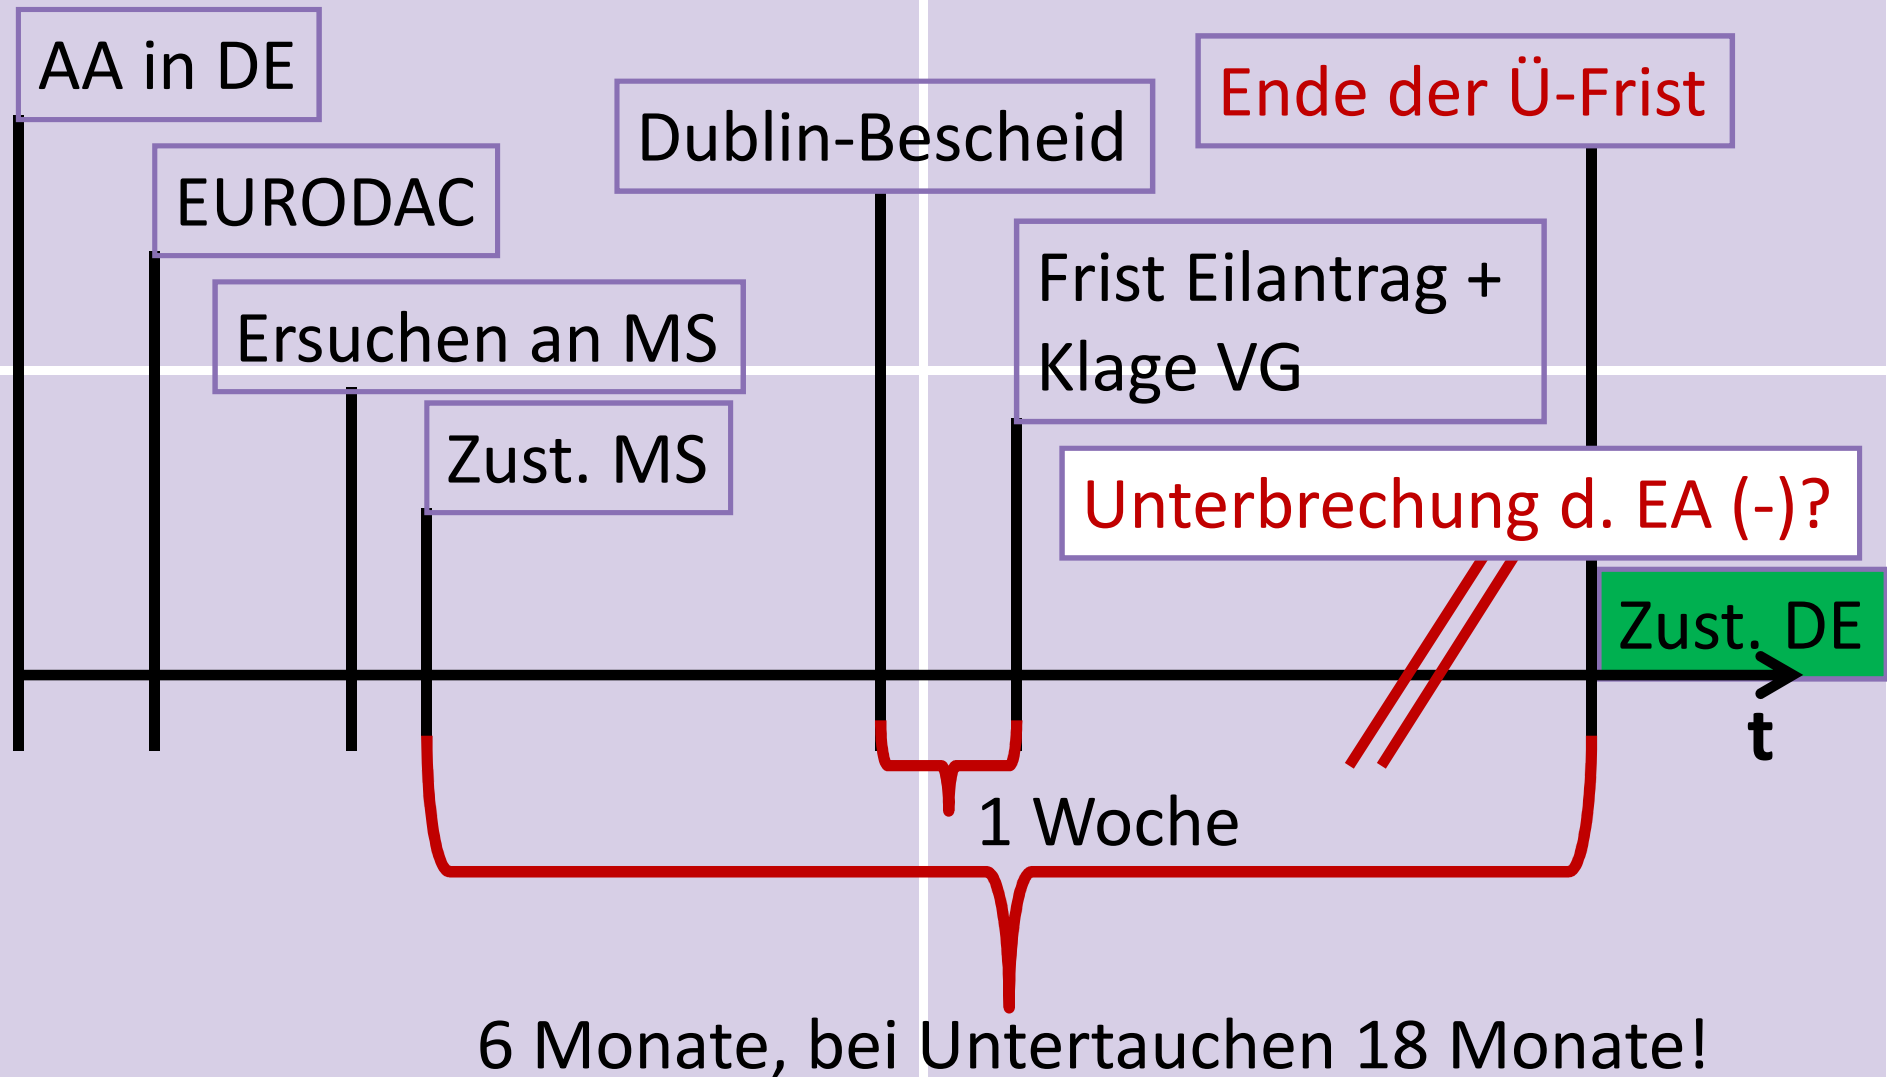 AA in DE
EURODAC
Ersuchen an MS
Zust. MS
Dublin-Bescheid
Frist Eilantrag +
Klage VG
Ende der Ü-Frist
Unterbrechung d. EA (-)?
Zust. DE
t
1 Woche
6 Monate, bei Untertauchen 18 Monate!